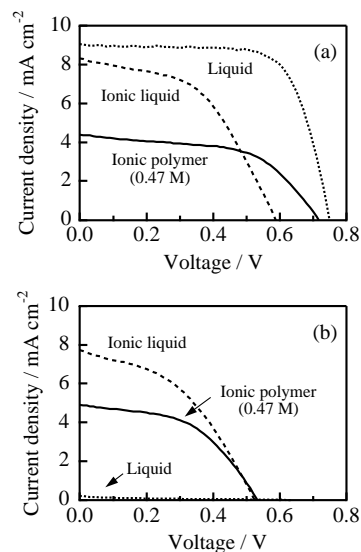 (a)
Current density / mA cm⁻²
10
8
6
4
2
0
Liquid
Ionic liquid
Ionic polymer
(0.47 M)
0.0 0.2 0.4 0.6 0.8
Voltage / V
(b)
Current density / mA cm⁻²
10
8
6
4
2
0
Ionic liquid
Ionic polymer
(0.47 M)
Liquid
0.0 0.2 0.4 0.6 0.8
Voltage / V